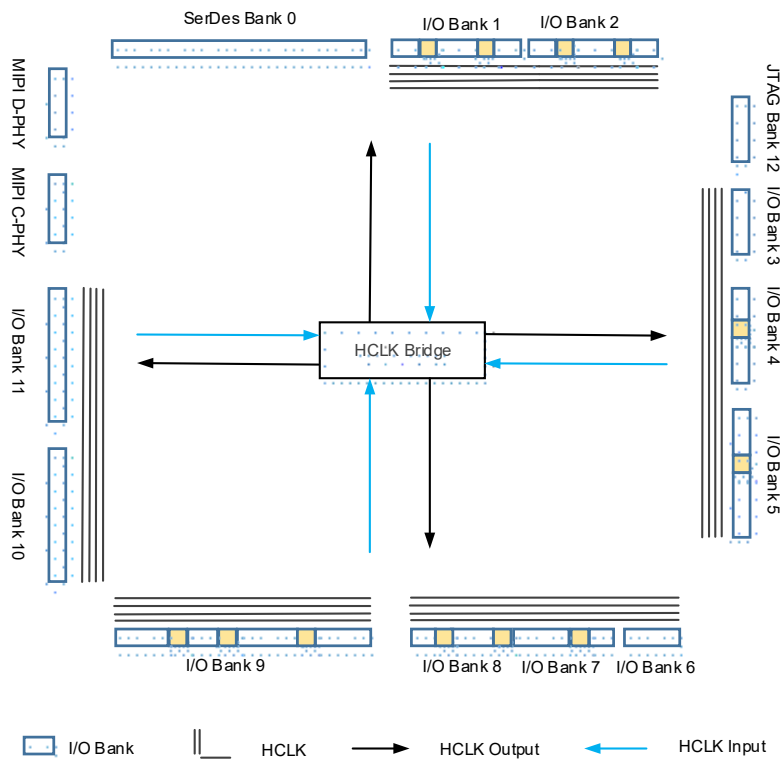 SerDes Bank 0
I/O Bank 1
I/O Bank 2
MIPI D-PHY
JTAG Bank 12
MIPI C-PHY
I/O Bank 3
I/O Bank 11
I/O Bank 4
HCLK Bridge
I/O Bank 10
I/O Bank 5
I/O Bank 9
I/O Bank 8
I/O Bank 7
I/O Bank 6
I/O Bank
HCLK
HCLK Output
HCLK Input